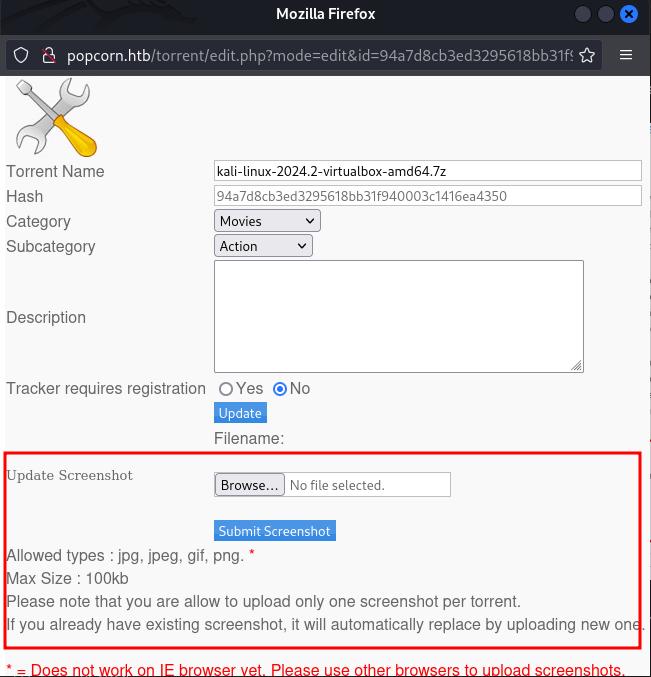 Mozilla Firefox
popcorn.htb/torrent/edit.php?mode=edit&id=94a7d8cb3ed3295618bb31f9
Torrent Name kali-linux-2024.2-virtualbox-amd64.7z
Hash 94a7d8cb3ed3295618bb31f940003c1416ea4350
Category Movies
Subcategory Action
Description
Tracker requires registration Yes No
Update
Filename:
Update Screenshot Browse... No file selected.
Submit Screenshot
Allowed types : jpg, jpeg, gif, png. *
Max Size : 100kb
Please note that you are allow to upload only one screenshot per torrent.
If you already have existing screenshot, it will automatically replace by uploading new one.
* = Does not work on IE browser yet. Please use other browsers to upload screenshots.